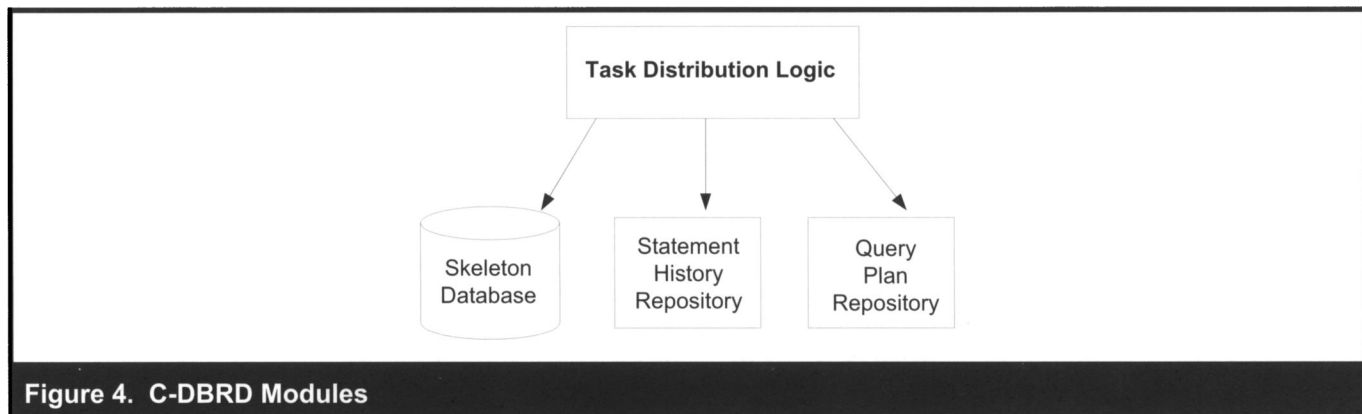 Task Distribution Logic
Skeleton
Database
Statement
History
Repository
Query
Plan
Repository
Figure 4. C-DBRD Modules